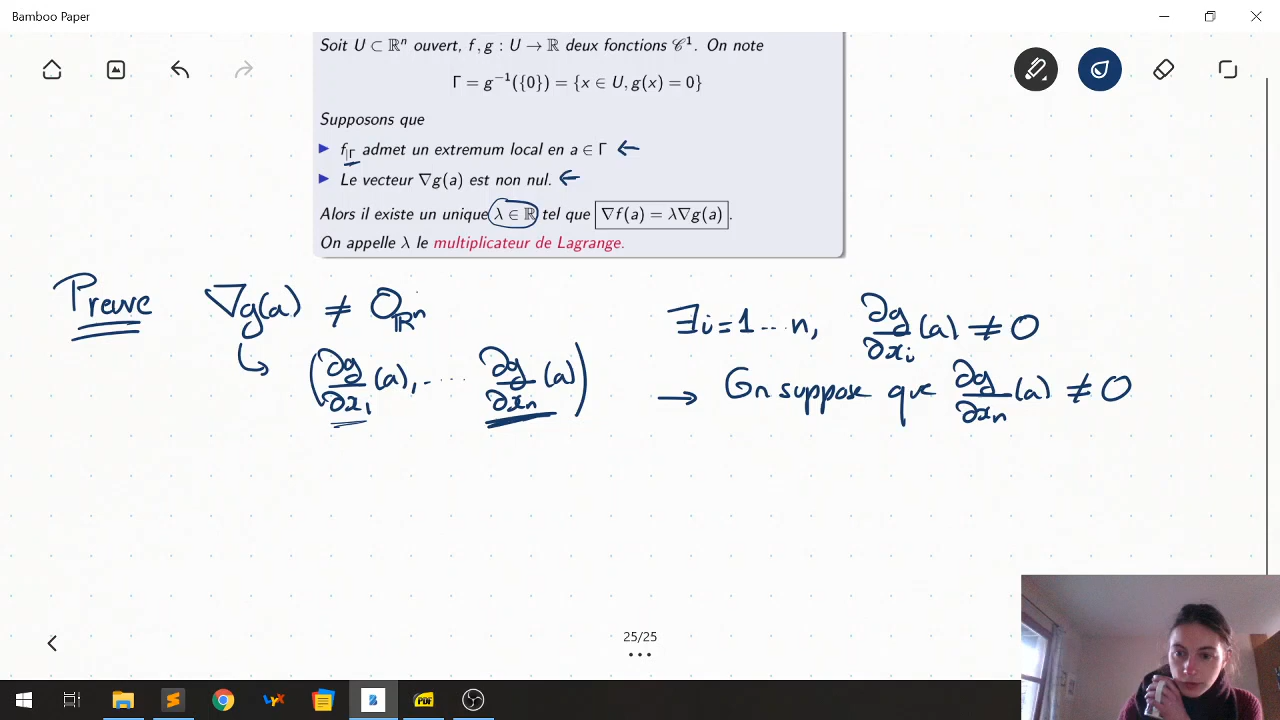 Bamboo Paper
Soit U ⊂ ℝⁿ ouvert, f, g : U → ℝ deux fonctions 𝒞¹. On note
Γ = g⁻¹({0}) = {x ∈ U, g(x) = 0}
Supposons que
▶ f|Γ admet un extremum local en a ∈ Γ ←
▶ Le vecteur ∇g(a) est non nul. ←
Alors il existe un unique λ ∈ ℝ tel que ∇f(a) = λ∇g(a).
On appelle λ le multiplicateur de Lagrange.
Preuve ∇g(a) ≠ 0_ℝⁿ ∃i = 1 ... n, ∂g/∂xᵢ (a) ≠ 0
↳ (∂g/∂x₁ (a), ... ∂g/∂xₙ (a)) → On suppose que ∂g/∂xₙ (a) ≠ 0
25/25